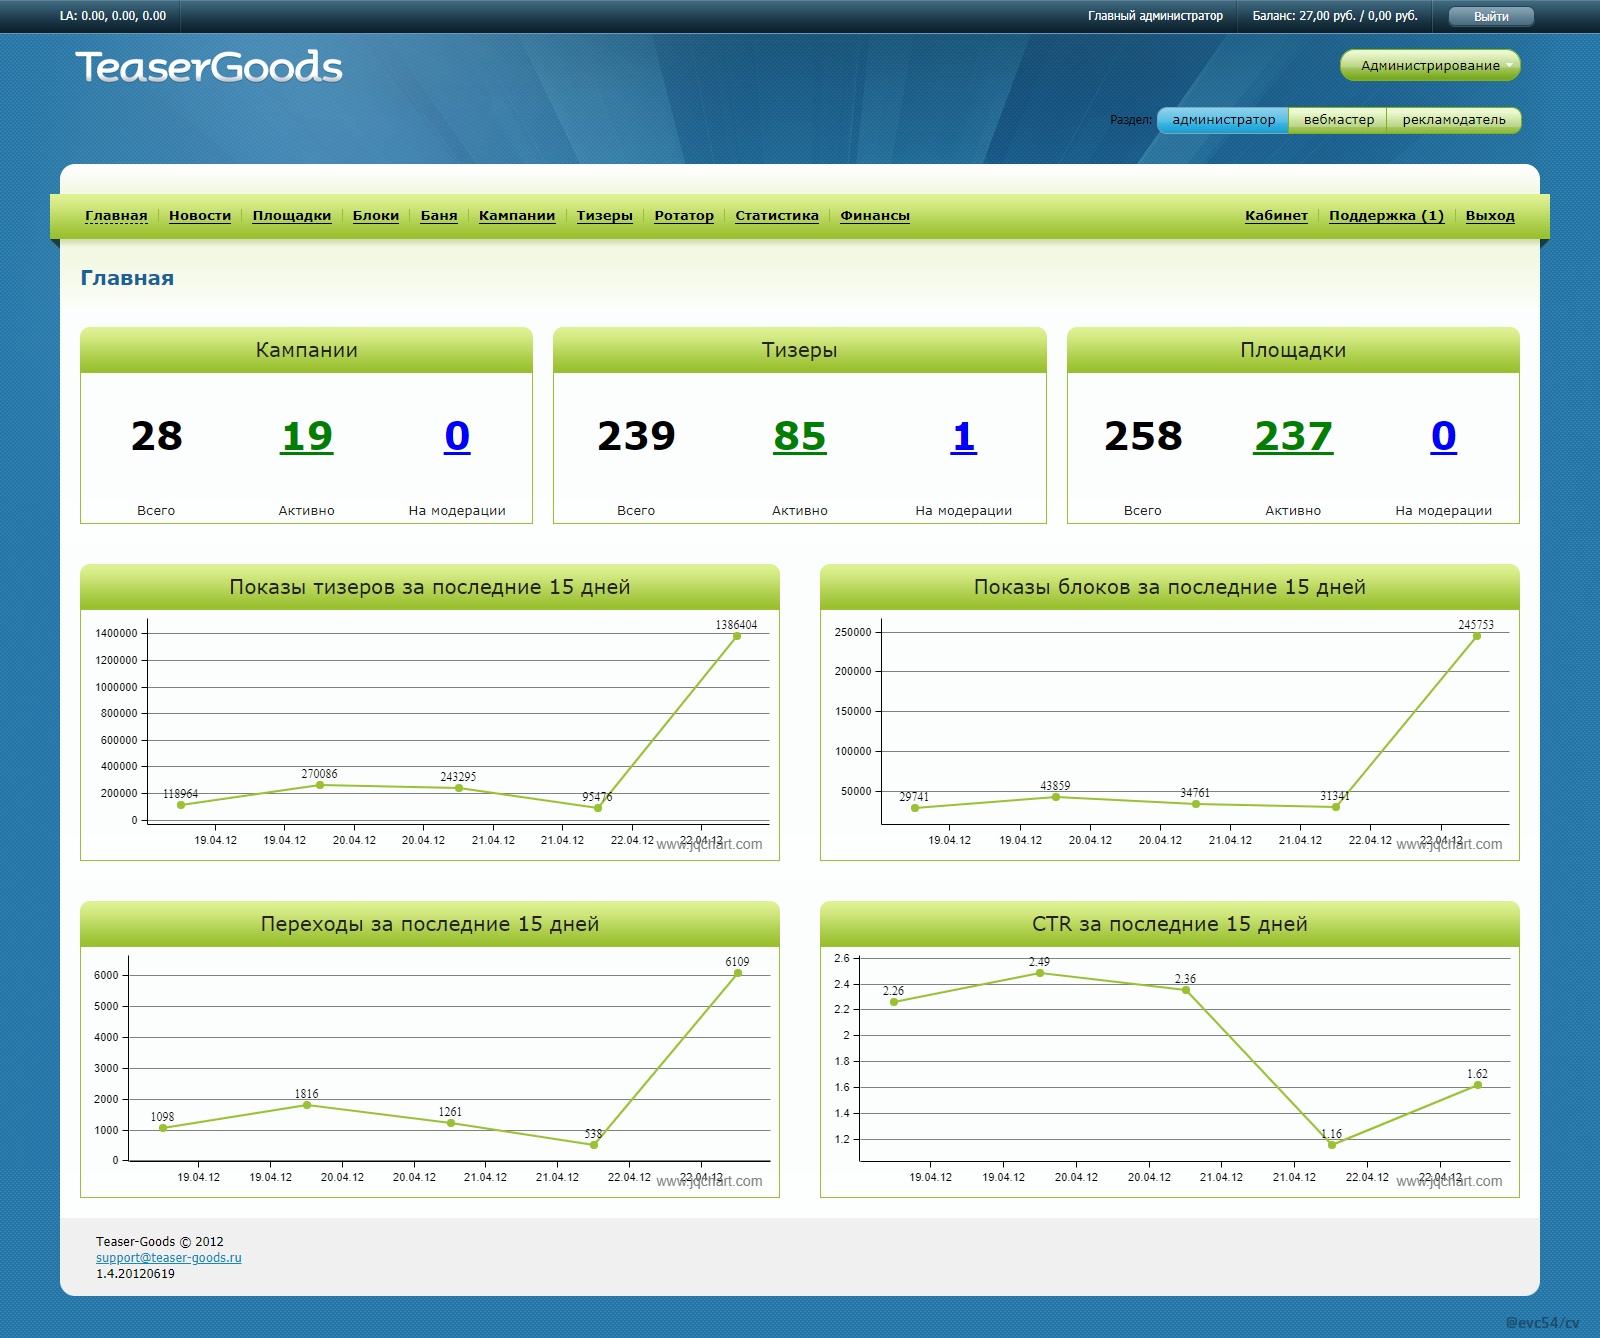 LA: 0.00, 0.00, 0.00
Главный администратор
Баланс: 27,00 руб. / 0,00 руб.
Выйти
TeaserGoods
Администрирование
Раздел: администратор вебмастер рекламодатель
Главная Новости Площадки Блоки Баня Кампании Тизеры Ротатор Статистика Финансы Кабинет Поддержка (1) Выход
Главная
Кампании
28 19 0
Всего Активно На модерации
Тизеры
239 85 1
Всего Активно На модерации
Площадки
258 237 0
Всего Активно На модерации
Показы тизеров за последние 15 дней
1400000
1200000
1000000
800000
600000
400000
200000
0
118964 270086 243295 95476 1386404
19.04.12 19.04.12 20.04.12 20.04.12 21.04.12 21.04.12 22.04.12 22.04.12
www.jqchart.com
Показы блоков за последние 15 дней
250000
200000
150000
100000
50000
29741 43859 34761 31341 245753
19.04.12 19.04.12 20.04.12 20.04.12 21.04.12 21.04.12 22.04.12 22.04.12
www.jqchart.com
Переходы за последние 15 дней
6000
5000
4000
3000
2000
1000
0
1098 1816 1261 538 6109
19.04.12 19.04.12 20.04.12 20.04.12 21.04.12 21.04.12 22.04.12 22.04.12
www.jqchart.com
CTR за последние 15 дней
2.6
2.4
2.2
2
1.8
1.6
1.4
1.2
2.26 2.49 2.36 1.16 1.62
19.04.12 19.04.12 20.04.12 20.04.12 21.04.12 21.04.12 22.04.12 22.04.12
www.jqchart.com
Teaser-Goods © 2012
support@teaser-goods.ru
1.4.20120619
@evc54/cv